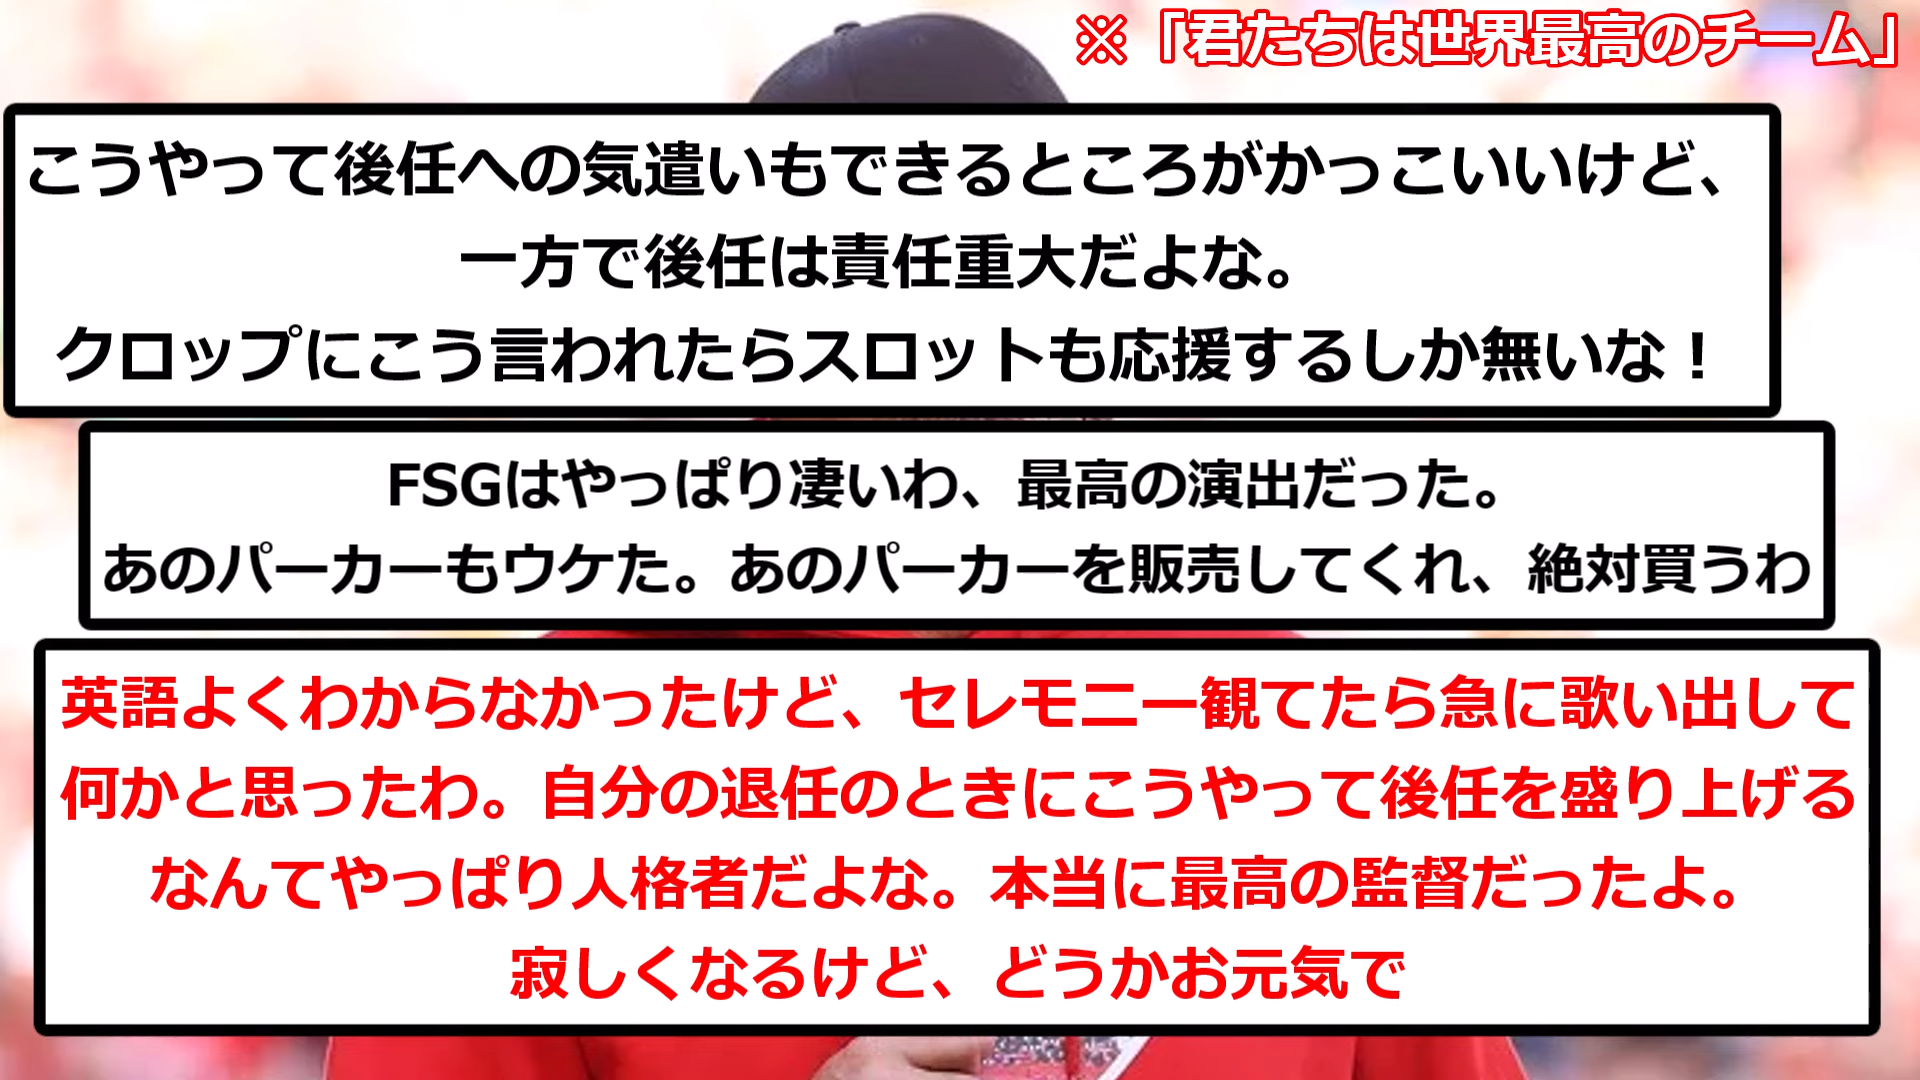 ※「君たちは世界最高のチーム」
こうやって後任への気遣いもできるところがかっこいいけど、
一方で後任は責任重大だよな。
クロップにこう言われたらスロットも応援するしか無いな！
FSGはやっぱり凄いわ、最高の演出だった。
あのパーカーもウケた。あのパーカーを販売してくれ、絶対買うわ
英語よくわからなかったけど、セレモニー観てたら急に歌い出して
何かと思ったわ。自分の退任のときにこうやって後任を盛り上げる
なんてやっぱり人格者だよな。本当に最高の監督だったよ。
寂しくなるけど、どうかお元気で